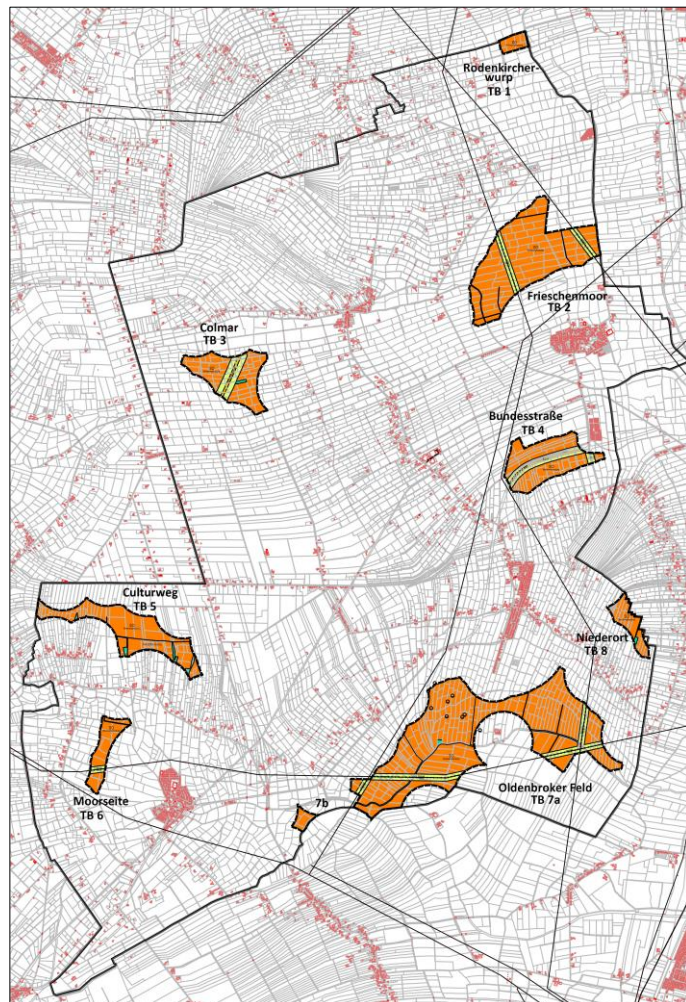 Rodenkircher-
wurp
TB 1
Frieschenmoor
TB 2
Colmar
TB 3
Bundesstraße
TB 4
Culturweg
TB 5
Niederort
TB 8
Moorseite
TB 6
7b
Oldenbroker Feld
TB 7a